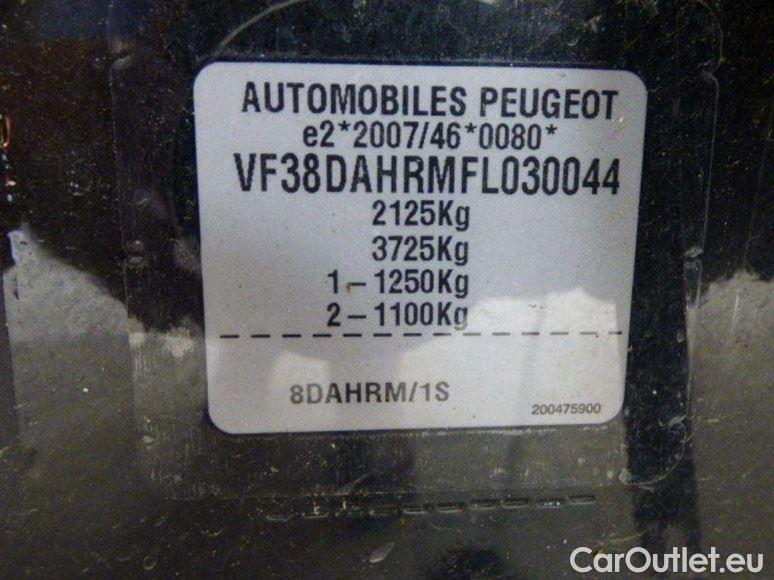 AUTOMOBILES PEUGEOT
e2*2007/46*0080*
VF38DAHRMFL030044
2125Kg
3725Kg
1-1250Kg
2-1100Kg
8DAHRM/1S
200475900
CarOutlet.eu